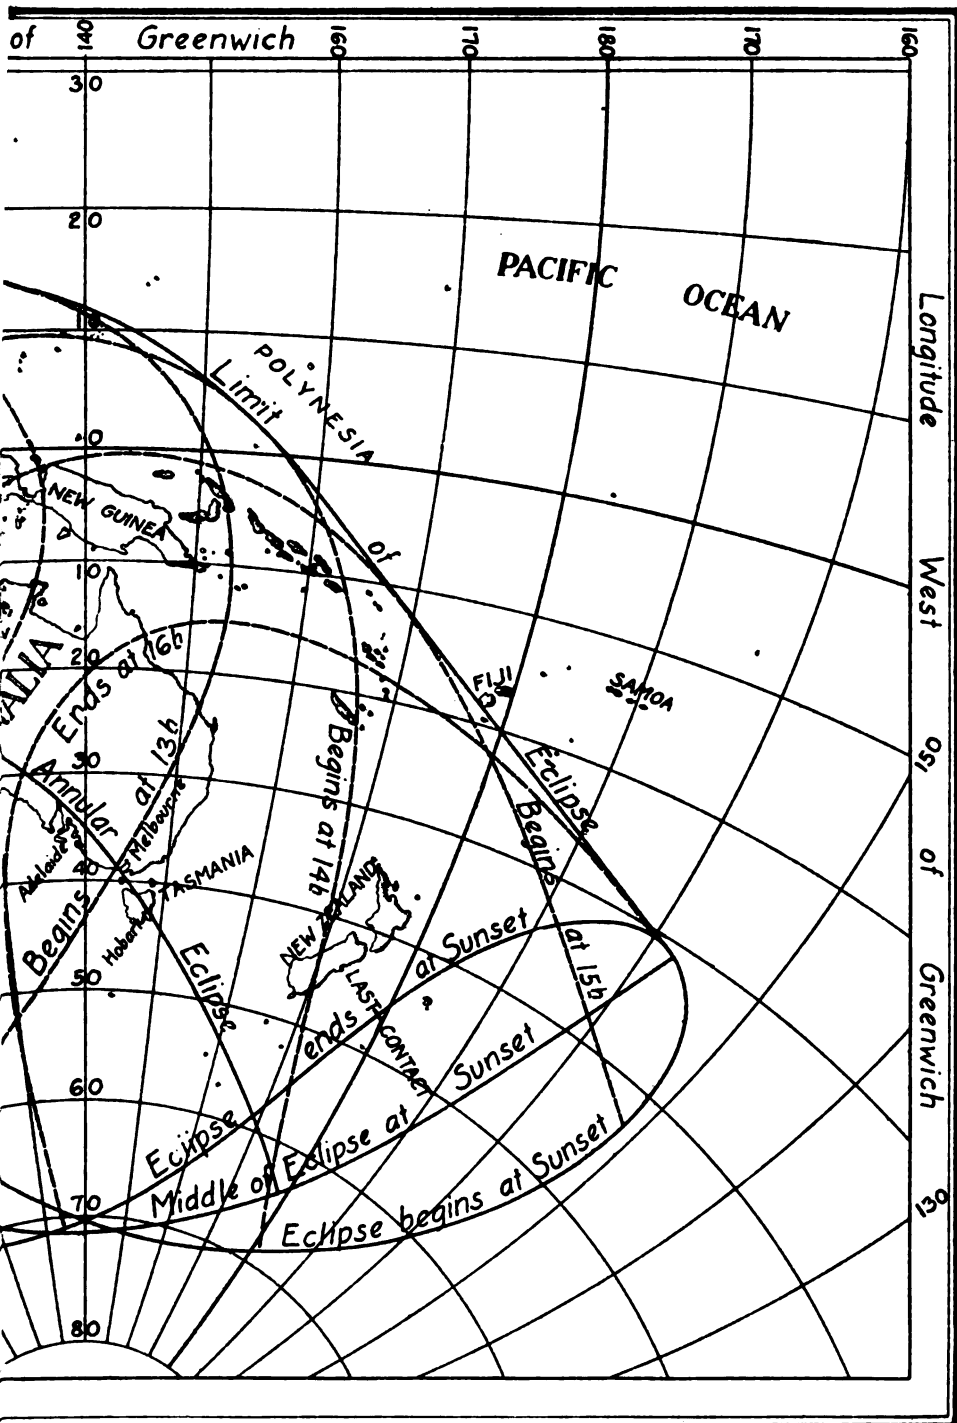 of 140 Greenwich 160 170 180 170 160
30
20
PACIFIC OCEAN
Longitude West of Greenwich
150
130
POLYNESIA
Limit of Eclipse
10
0
NEW GUINEA
10
ALIA
20
Ends at 16h
FIJI
SAMOA
30
Annular Eclipse
Begins at 13h
Begins at 14h
Begins at 15h
Melbourne
Adelaide
40
TASMANIA
Hobart
NEW ZEALAND
50
LAST CONTACT
Eclipse ends at Sunset
60
Middle of Eclipse at Sunset
Eclipse begins at Sunset
70
80